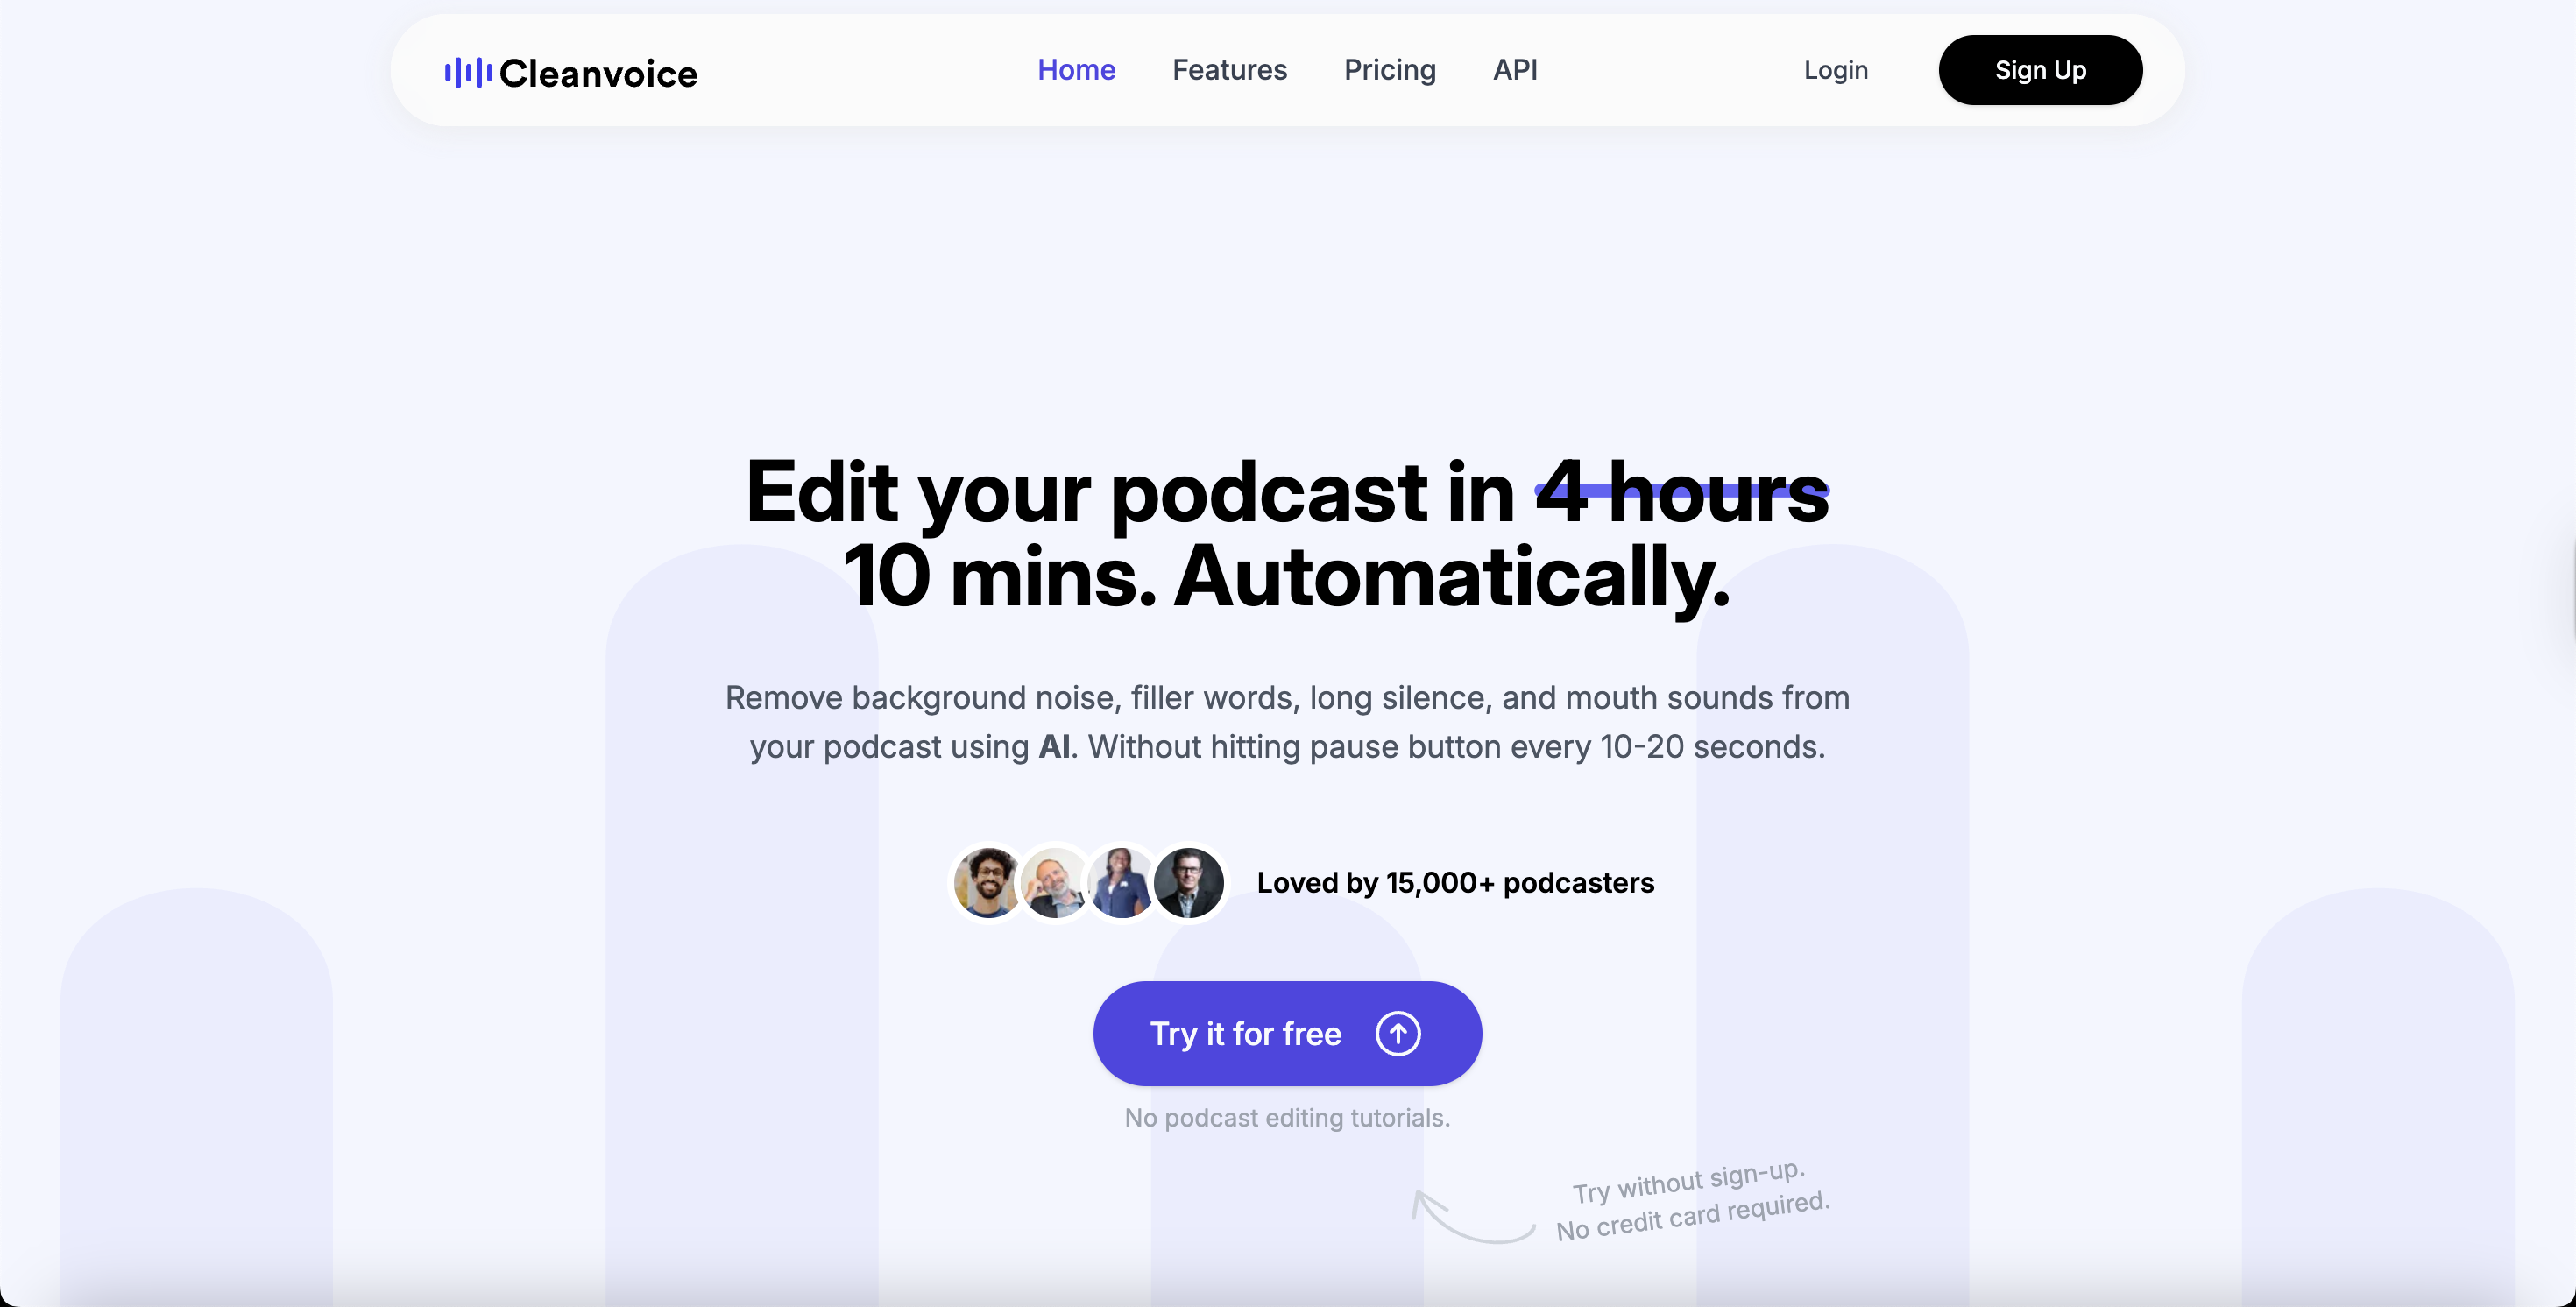 Cleanvoice
Home
Features
Pricing
API
Login
Sign Up
Edit your podcast in 4 hours
10 mins. Automatically.
Remove background noise, filler words, long silence, and mouth sounds from
your podcast using AI. Without hitting pause button every 10-20 seconds.
Loved by 15,000+ podcasters
Try it for free
No podcast editing tutorials.
Try without sign-up.
No credit card required.